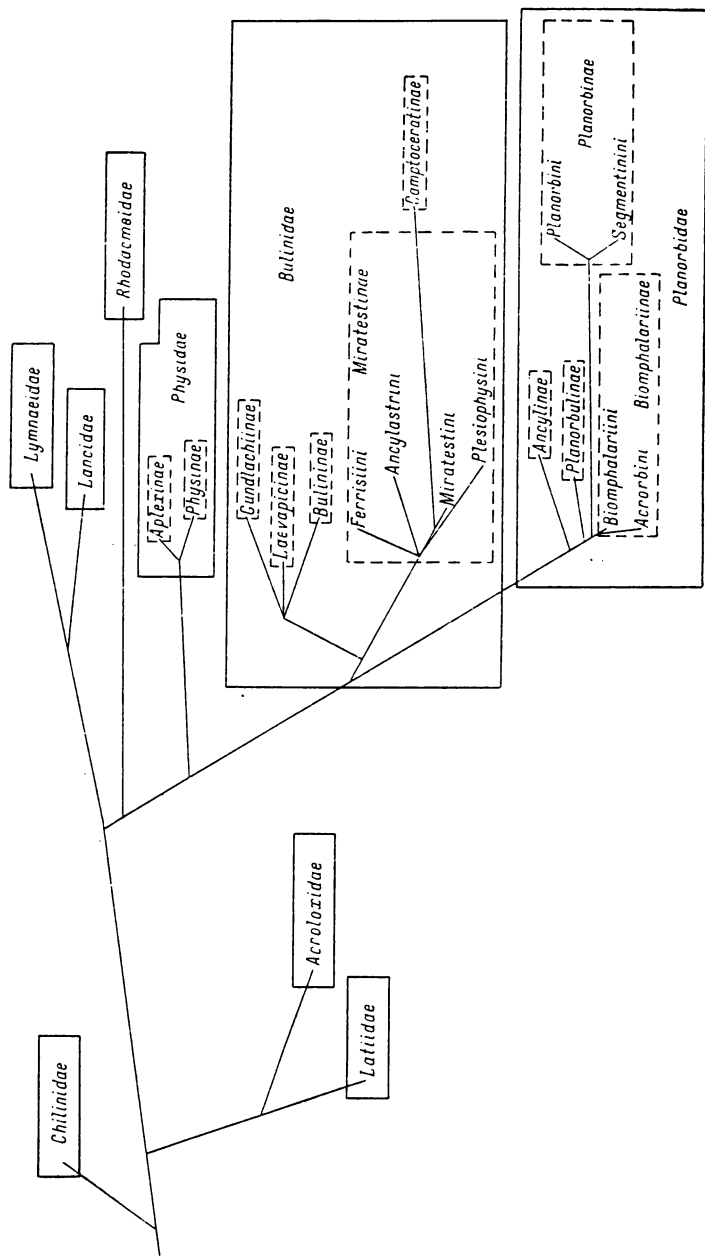 Chilinidae
Latiidae
Acroloxidae
Lymnaeidae
Lancidae
Rhodacmeidae
Physidae
Aplexinae
Physinae
Bulinidae
Cundlachiinae
Laevapicinae
Bulininae
Ferrisiini
Miratestinae
Ancylastrini
Miratestini
Plesiophysini
Camptoceratinae
Ancylinae
Planorbulinae
Biomphalariini
Acrorbini
Biomphalariinae
Planorbini
Planorbinae
Segmentinini
Planorbidae